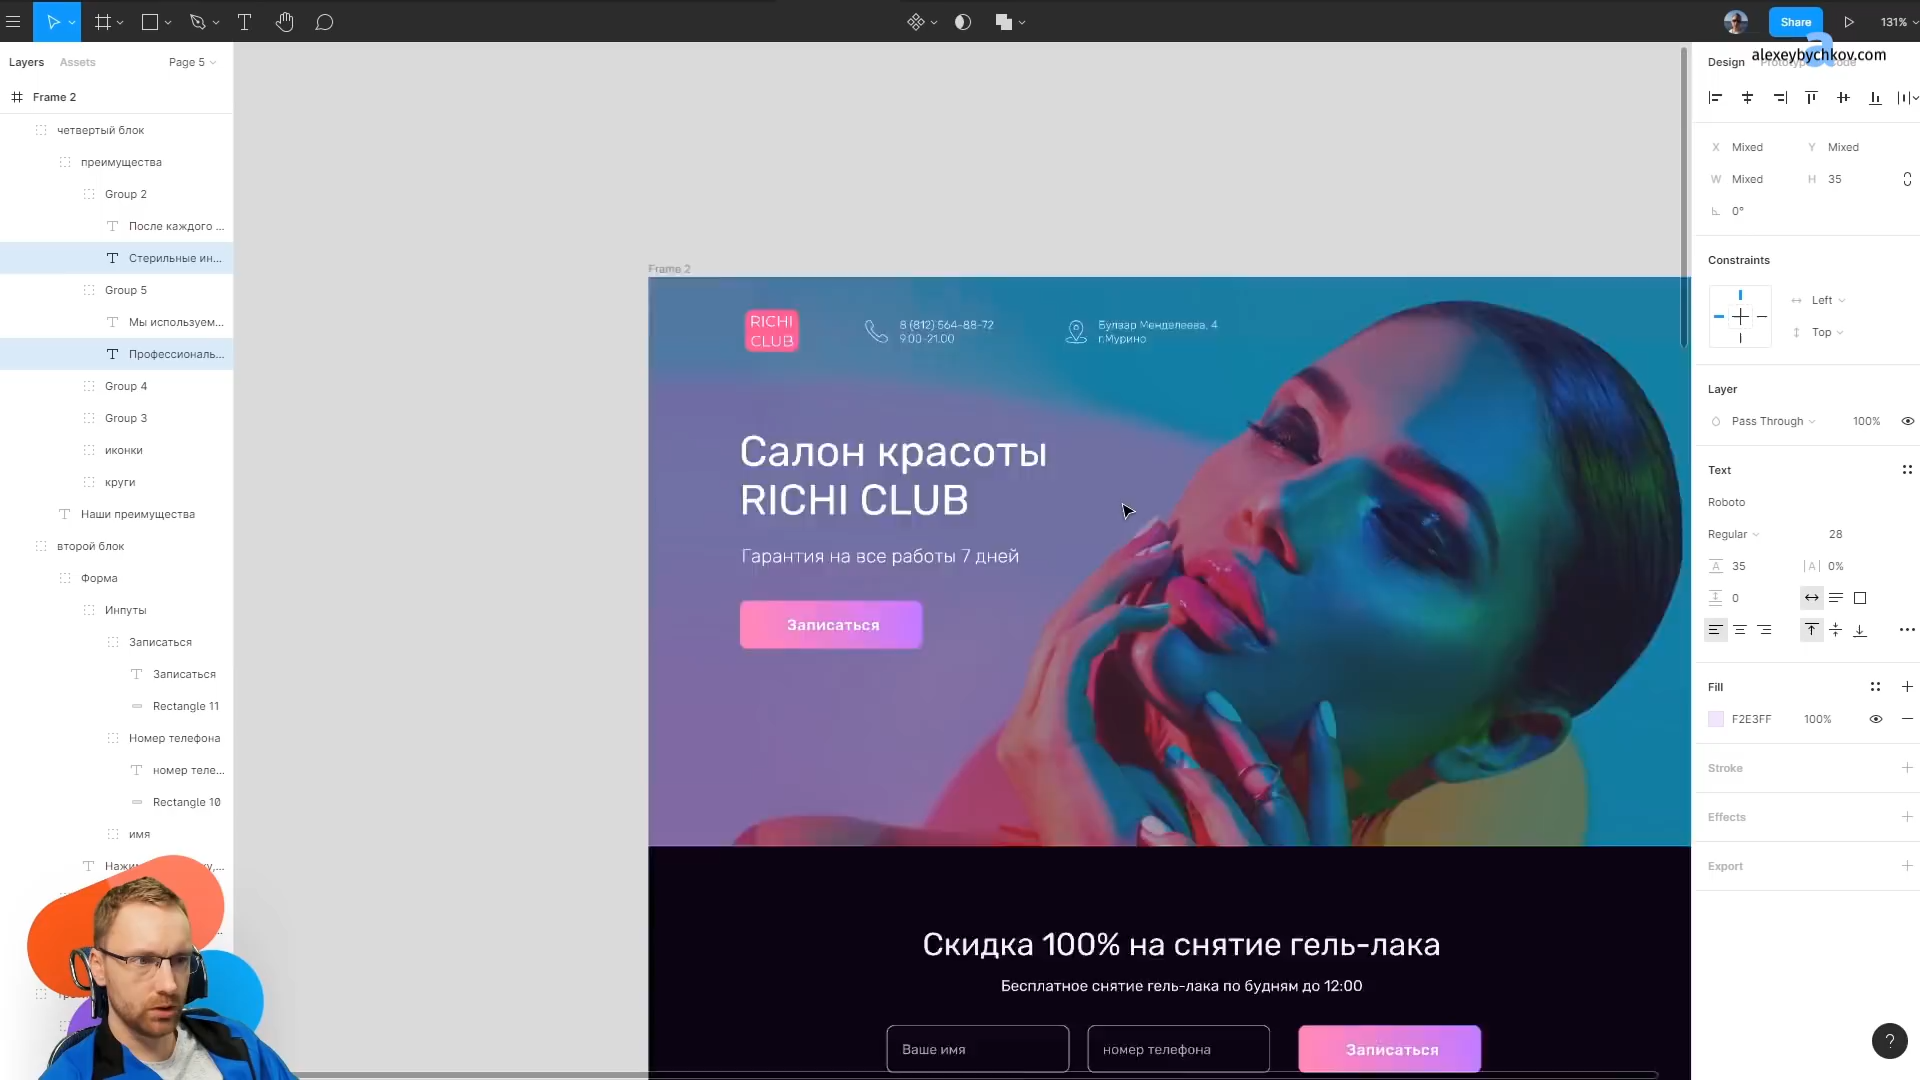 Share
131%
alexeybychkov.com
Layers
Assets
Page 5
Design
Frame 2
четвертый блок
преимущества
Group 2
После каждого ...
Стерильные ин...
Group 5
Мы используем...
Профессиональ...
Group 4
Group 3
иконки
круги
Наши преимущества
второй блок
Форма
Инпуты
Записаться
Записаться
Rectangle 11
Номер телефона
номер теле...
Rectangle 10
имя
Frame 2
RICHI
CLUB
8 (812) 564-88-72
9:00-21:00
Булвар Менделеева, 4
г.Мурино
Салон красоты
RICHI CLUB
Гарантия на все работы 7 дней
Записаться
Скидка 100% на снятие гель-лака
Бесплатное снятие гель-лака по будням до 12:00
Ваше имя
номер телефона
Записаться
X Mixed
Y Mixed
W Mixed
H 35
0°
Constraints
Left
Top
Layer
Pass Through
100%
Text
Roboto
Regular
28
35
0%
0
Fill
F2E3FF
100%
Stroke
Effects
Export
?